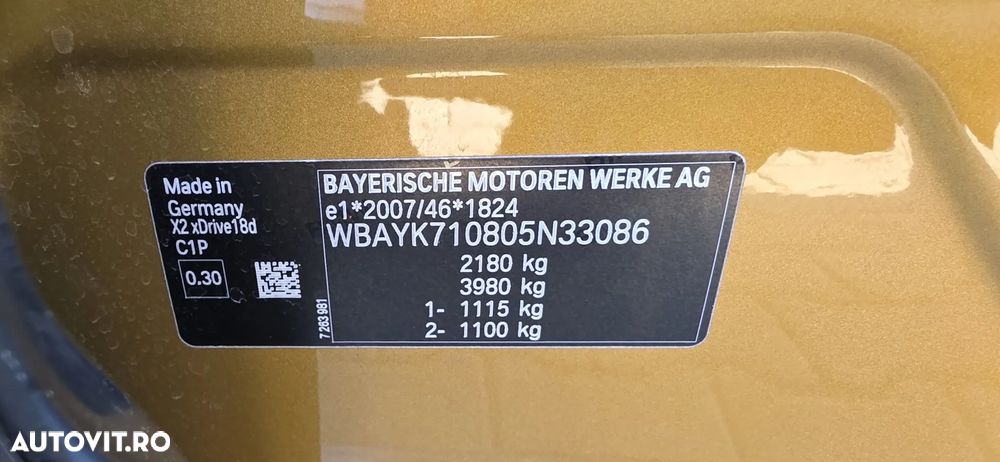 Made in
Germany
X2 xDrive18d
C1P
0.30
7 263 981
BAYERISCHE MOTOREN WERKE AG
e1*2007/46*1824
WBAYK710805N33086
2180 kg
3980 kg
1- 1115 kg
2- 1100 kg
AUTOVIT.RO